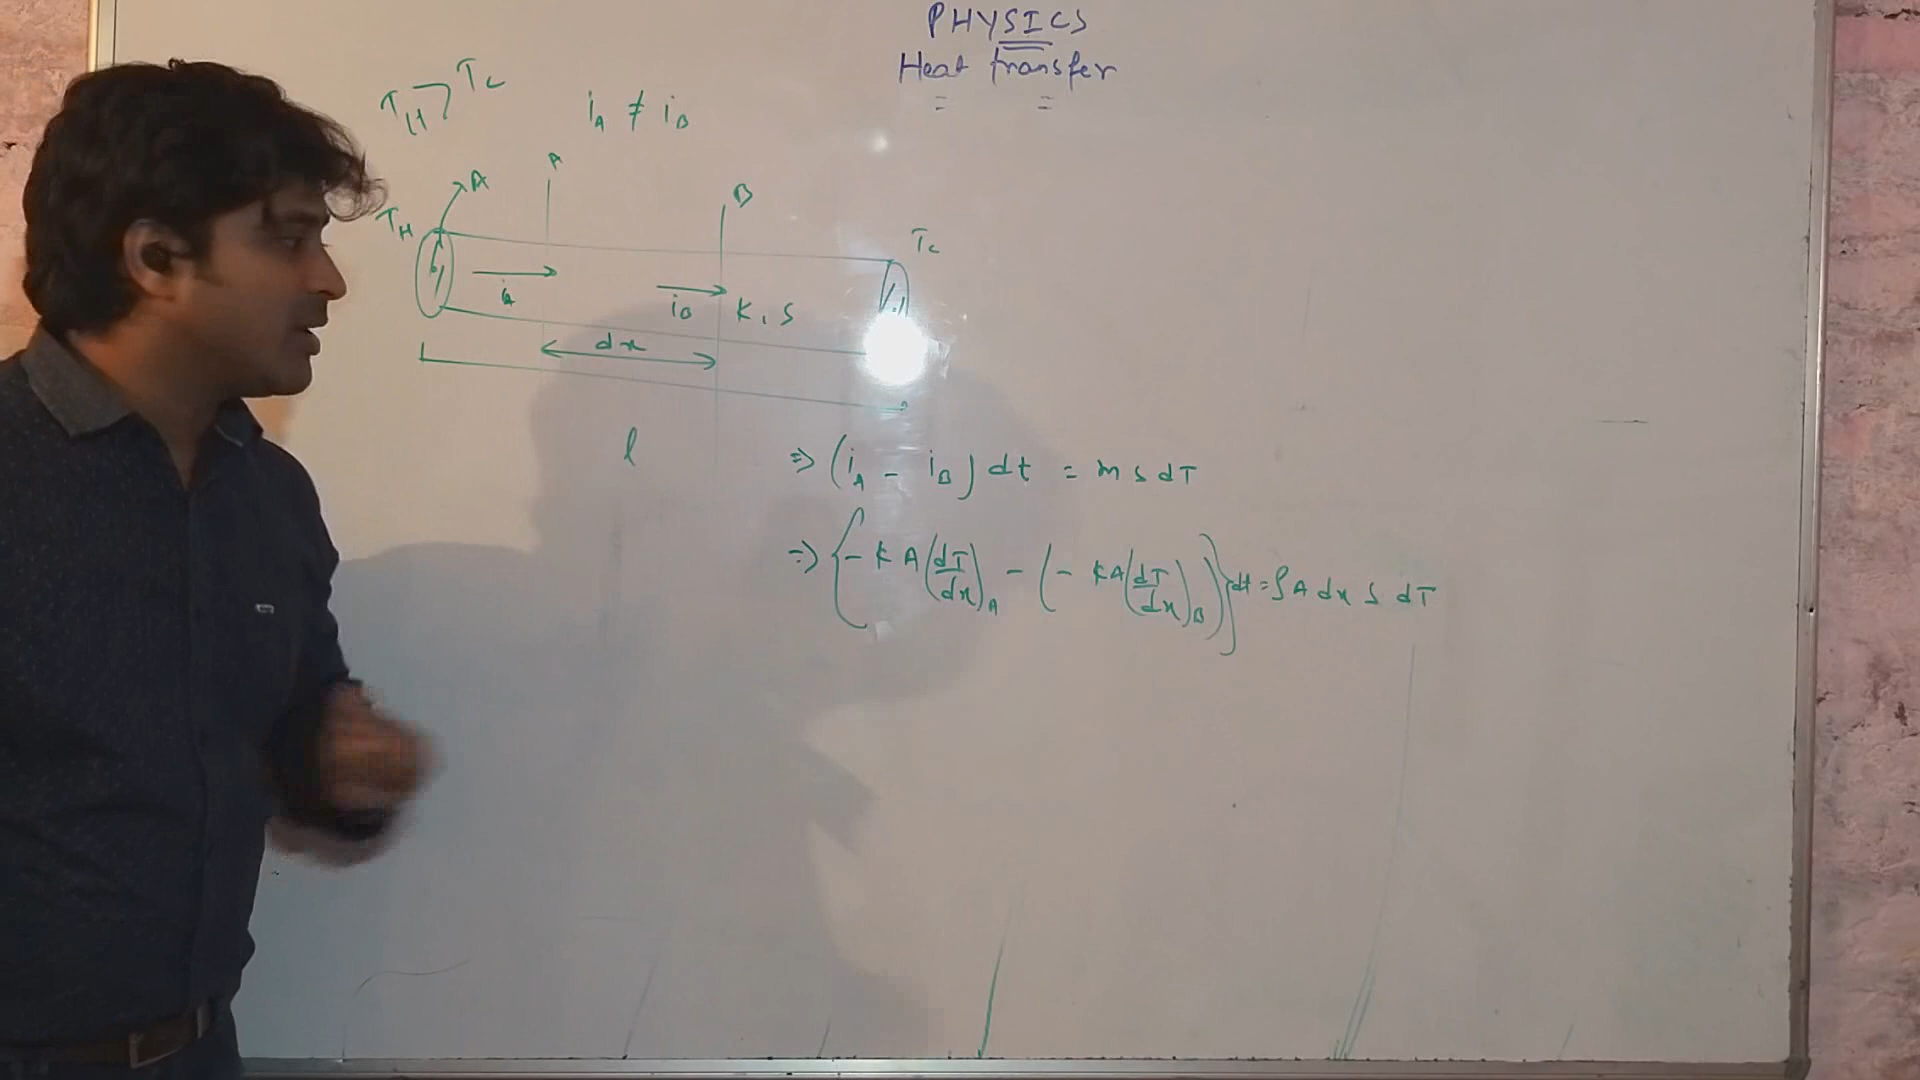 PHYSICS
Heat transfer
T_H > T_C
i_A ≠ i_B
A
A
B
T_H
T_C
i_A
i_B
K, S
dx
l
⇒ (i_A - i_B) dt = m s dT
⇒ {- K A (dT/dx)_A - (- KA (dT/dx)_B)} dt = ρ A dx s dT